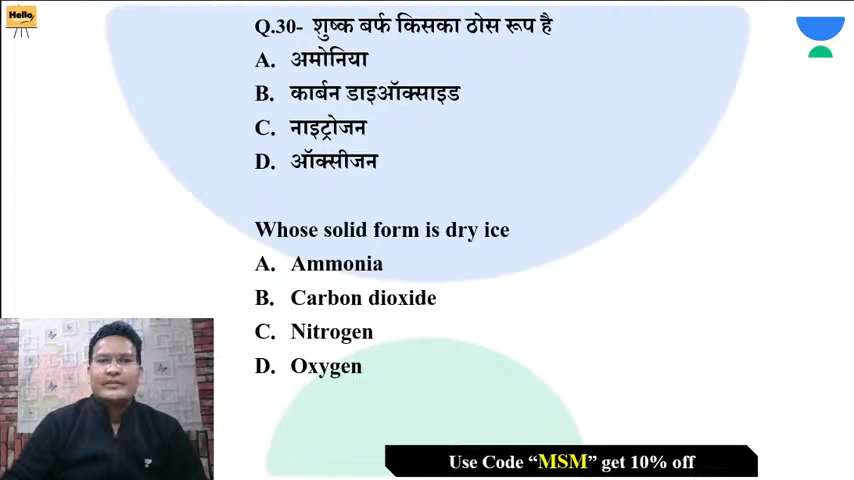 Hello
Q.30- शुष्क बर्फ किसका ठोस रूप है
A. अमोनिया
B. कार्बन डाइऑक्साइड
C. नाइट्रोजन
D. ऑक्सीजन
Whose solid form is dry ice
A. Ammonia
B. Carbon dioxide
C. Nitrogen
D. Oxygen
Use Code “MSM” get 10% off